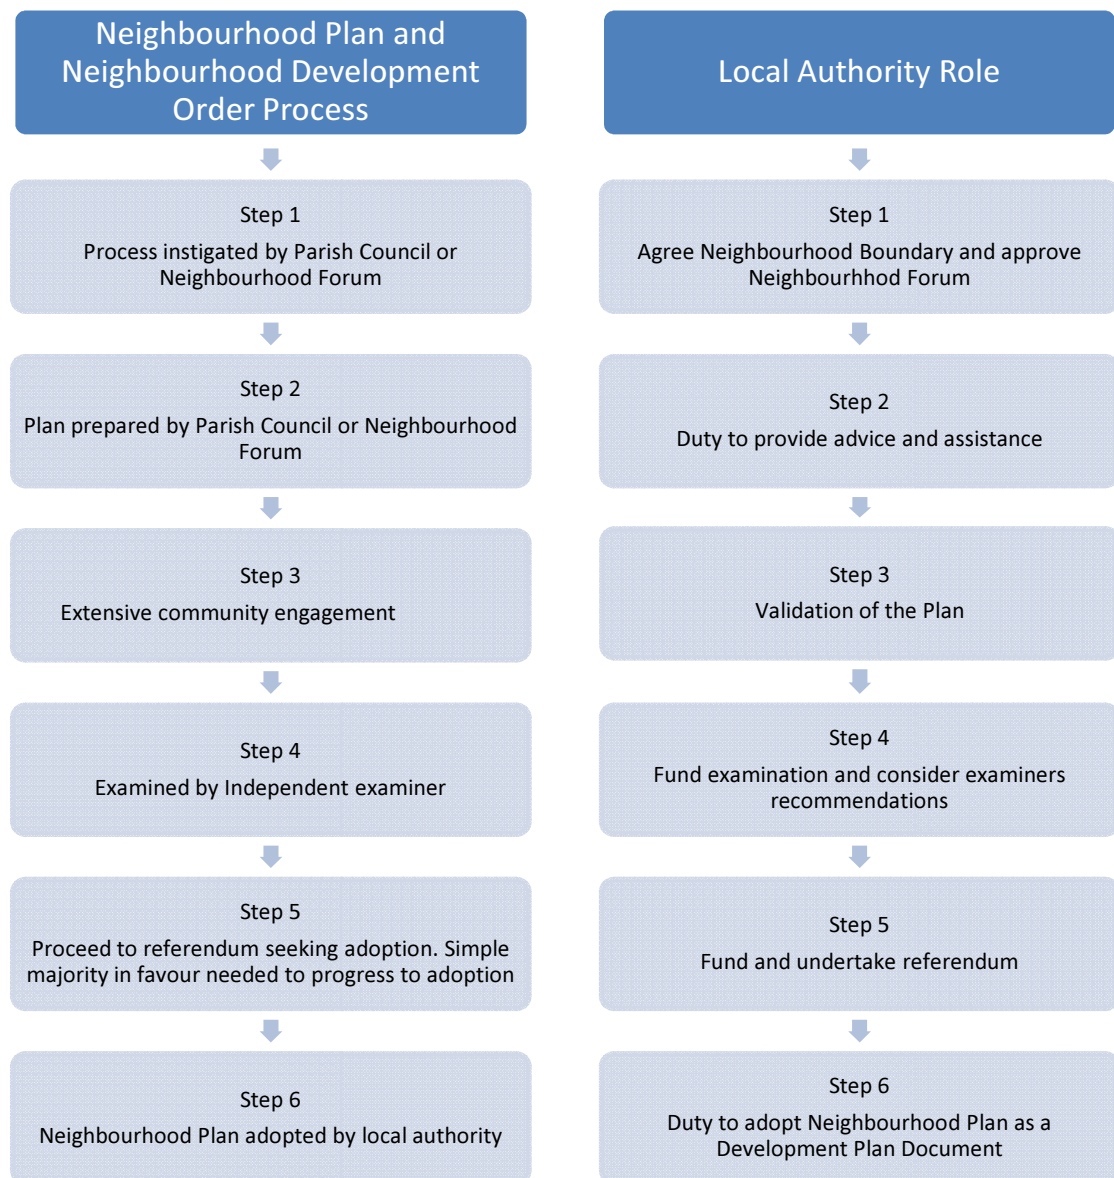 Neighbourhood Plan and
Neighbourhood Development
Order Process
Step 1
Process instigated by Parish Council or
Neighbourhood Forum
Step 2
Plan prepared by Parish Council or Neighbourhood
Forum
Step 3
Extensive community engagement
Step 4
Examined by Independent examiner
Step 5
Proceed to referendum seeking adoption. Simple
majority in favour needed to progress to adoption
Step 6
Neighbourhood Plan adopted by local authority
Local Authority Role
Step 1
Agree Neighbourhood Boundary and approve
Neighbourhhod Forum
Step 2
Duty to provide advice and assistance
Step 3
Validation of the Plan
Step 4
Fund examination and consider examiners
recommendations
Step 5
Fund and undertake referendum
Step 6
Duty to adopt Neighbourhood Plan as a
Development Plan Document